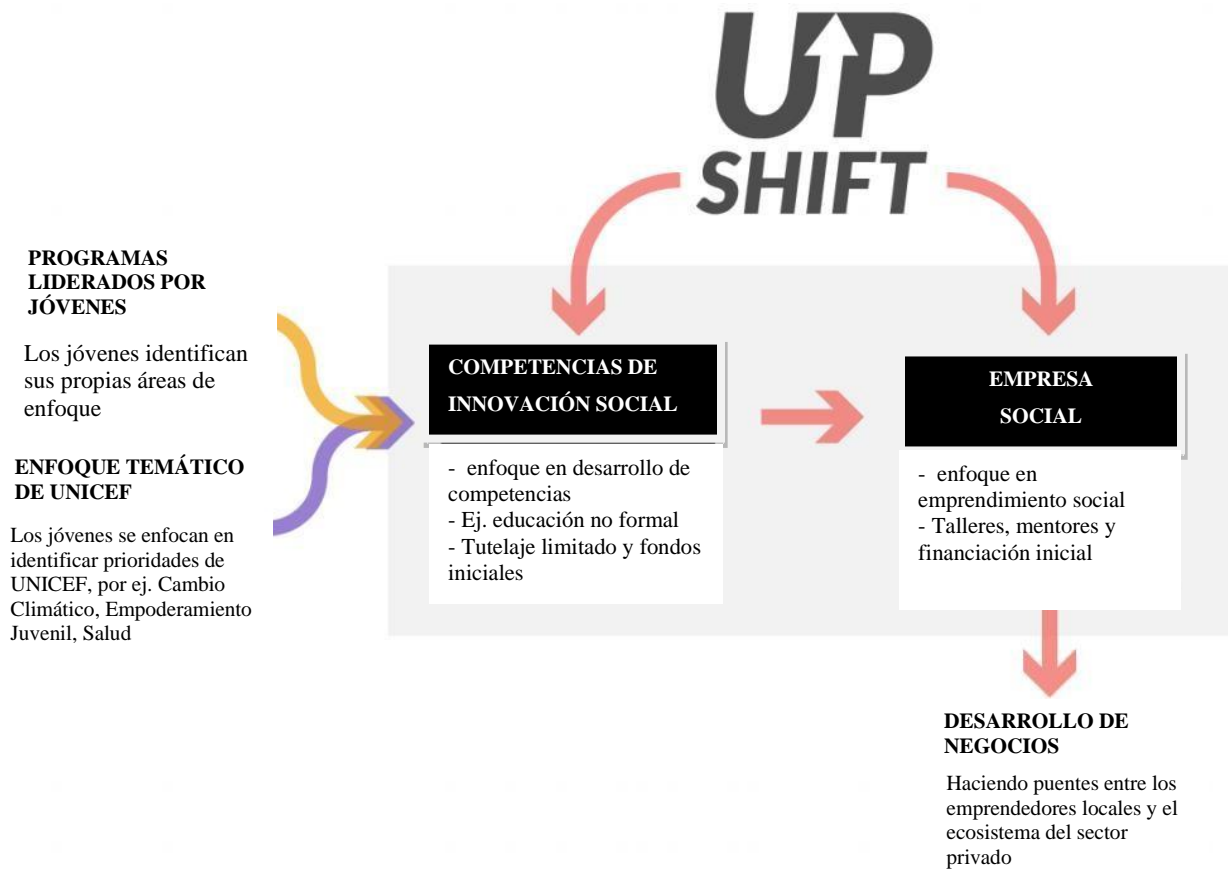 UP
SHIFT
PROGRAMAS
LIDERADOS POR
JÓVENES
Los jóvenes identifican
sus propias áreas de
enfoque
ENFOQUE TEMÁTICO
DE UNICEF
Los jóvenes se enfocan en
identificar prioridades de
UNICEF, por ej. Cambio
Climático, Empoderamiento
Juvenil, Salud
COMPETENCIAS DE
INNOVACIÓN SOCIAL
- enfoque en desarrollo de
competencias
- Ej. educación no formal
- Tutelaje limitado y fondos
iniciales
EMPRESA
SOCIAL
- enfoque en
emprendimiento social
- Talleres, mentores y
financiación inicial
DESARROLLO DE
NEGOCIOS
Haciendo puentes entre los
emprendedores locales y el
ecosistema del sector
privado